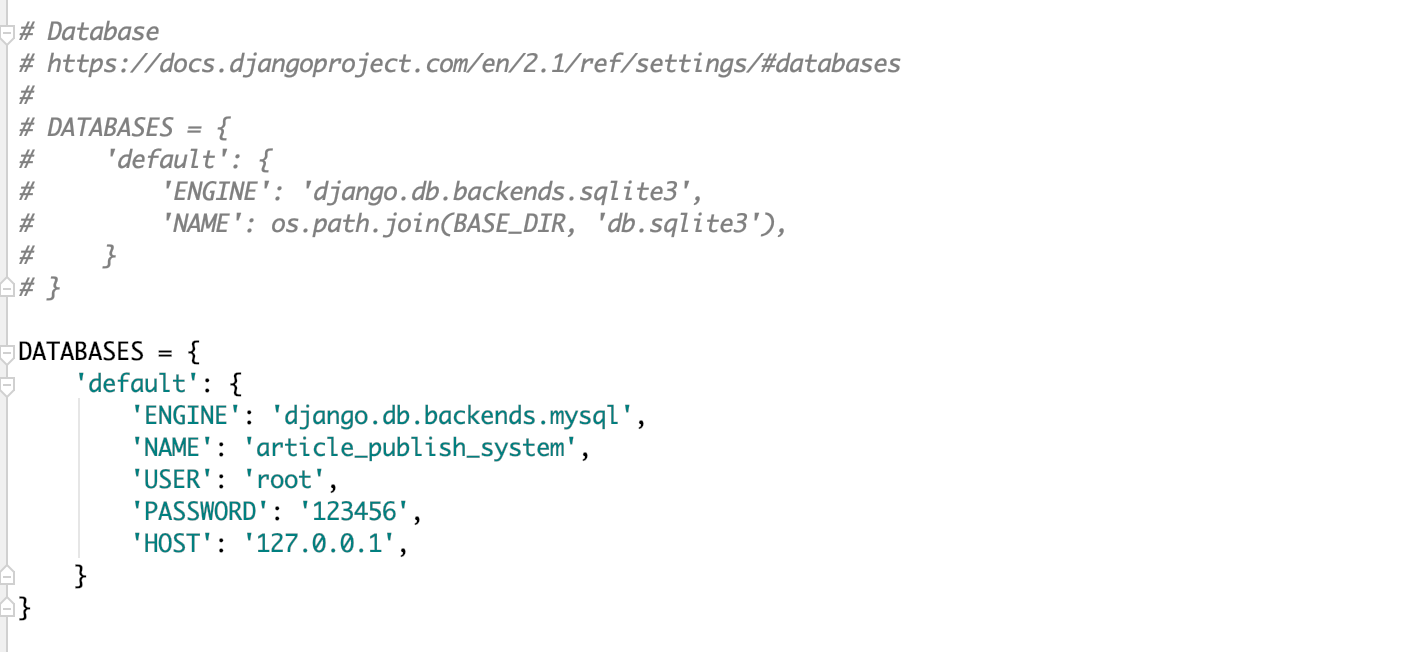 # Database
# https://docs.djangoproject.com/en/2.1/ref/settings/#databases
#
# DATABASES = {
#     'default': {
#         'ENGINE': 'django.db.backends.sqlite3',
#         'NAME': os.path.join(BASE_DIR, 'db.sqlite3'),
#     }
# }
DATABASES = {
    'default': {
        'ENGINE': 'django.db.backends.mysql',
        'NAME': 'article_publish_system',
        'USER': 'root',
        'PASSWORD': '123456',
        'HOST': '127.0.0.1',
    }
}